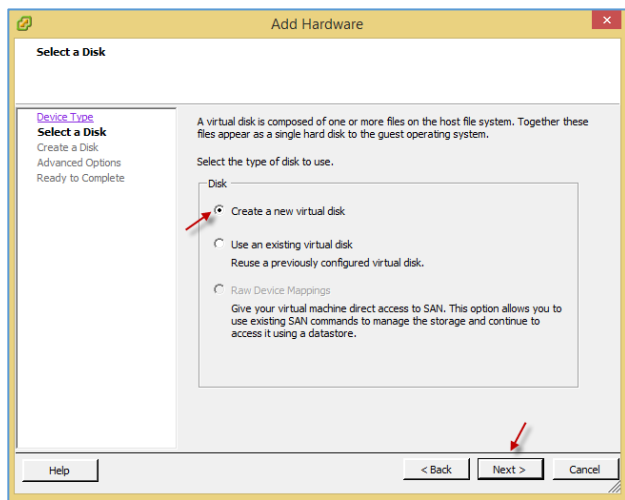 Add Hardware
Select a Disk
Device Type
Select a Disk
Create a Disk
Advanced Options
Ready to Complete
A virtual disk is composed of one or more files on the host file system. Together these
files appear as a single hard disk to the guest operating system.
Select the type of disk to use.
Disk
Create a new virtual disk
Use an existing virtual disk
Reuse a previously configured virtual disk.
Raw Device Mappings
Give your virtual machine direct access to SAN. This option allows you to
use existing SAN commands to manage the storage and continue to
access it using a datastore.
Help
< Back
Next >
Cancel